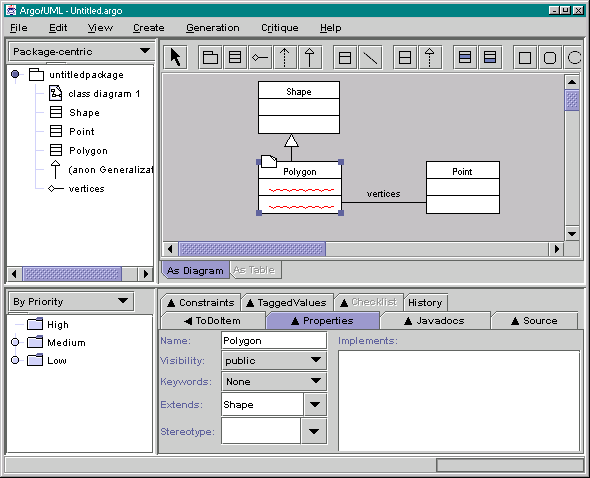 Argo/UML - Untitled.argo
File Edit View Create Generation Critique Help
Package-centric
untitledpackage
class diagram 1
Shape
Point
Polygon
(anon Generalizat
vertices
Shape
Polygon
Point
vertices
As Diagram As Table
By Priority
High
Medium
Low
Constraints TaggedValues Checklist History
ToDoItem Properties Javadocs Source
Name: Polygon
Visibility: public
Keywords: None
Extends: Shape
Stereotype:
Implements: